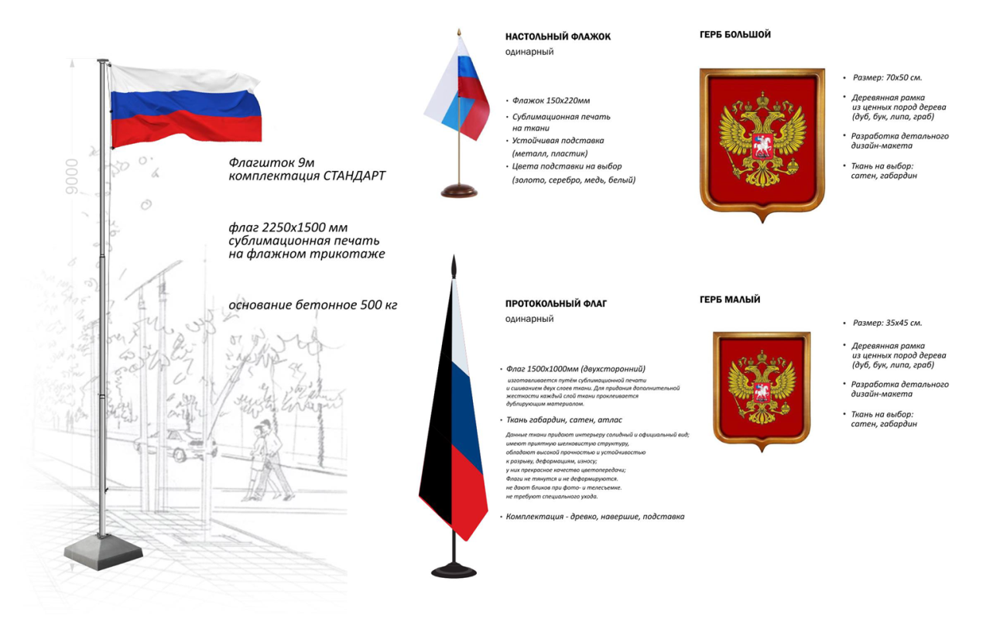 9000
Флагшток 9м
комплектация СТАНДАРТ
флаг 2250х1500 мм
сублимационная печать
на флажном трикотаже
основание бетонное 500 кг
НАСТОЛЬНЫЙ ФЛАЖОК
одинарный
• Флажок 150х220мм
• Сублимационная печать
на ткани
• Устойчивая подставка
(металл, пластик)
• Цвета подставки на выбор
(золото, серебро, медь, белый)
ПРОТОКОЛЬНЫЙ ФЛАГ
одинарный
• Флаг 1500х1000мм (двухсторонний)
изготавливается путём сублимационной печати
и сшиванием двух слоев ткани. Для придания дополнительной
жесткости каждый слой ткани проклеивается
дублирующим материалом.
• Ткань габардин, сатен, атлас
Данные ткани придают интерьеру солидный и официальный вид;
имеют приятную шелковистую структуру,
обладают высокой прочностью и устойчивостью
к разрыву, деформациям, износу;
у них прекрасное качество цветопередачи;
Флаги не тянутся и не деформируются.
не дают бликов при фото- и телесъемке.
не требуют специального ухода.
• Комплектация - древко, навершие, подставка
ГЕРБ БОЛЬШОЙ
• Размер: 70х50 см.
• Деревянная рамка
из ценных пород дерева
(дуб, бук, липа, граб)
• Разработка детального
дизайн-макета
• Ткань на выбор:
сатен, габардин
ГЕРБ МАЛЫЙ
• Размер: 35х45 см.
• Деревянная рамка
из ценных пород дерева
(дуб, бук, липа, граб)
• Разработка детального
дизайн-макета
• Ткань на выбор:
сатен, габардин